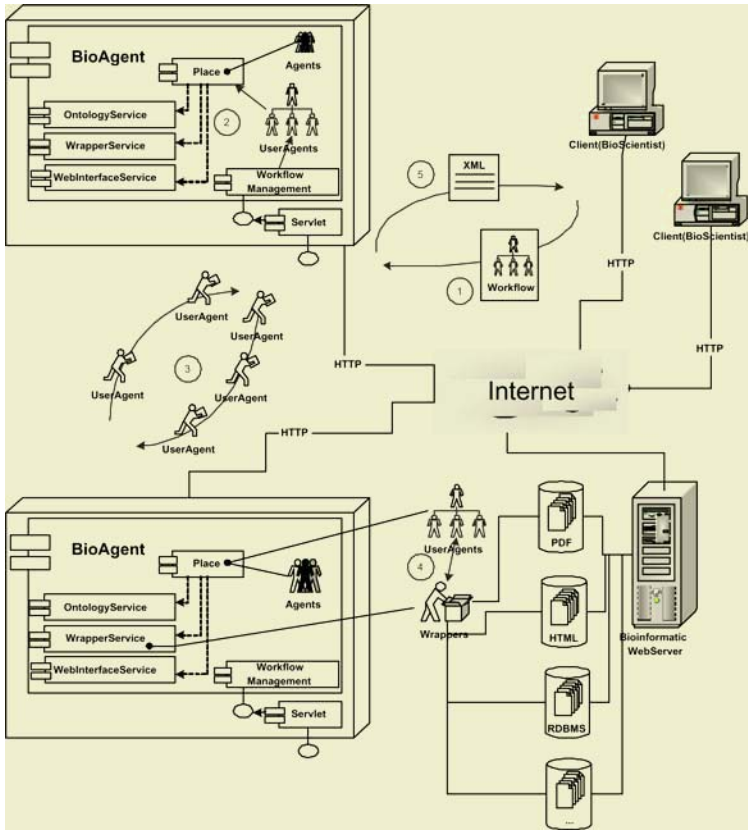 BioAgent
Place
Agents
OntologyService
2
WrapperService
UserAgents
WebInterfaceService
Workflow
Management
Servlet
Client(BioScientist)
Client(BioScientist)
5
XML
1
Workflow
HTTP
HTTP
UserAgent
UserAgent
3
UserAgent
UserAgent
UserAgent
HTTP
HTTP
Internet
BioAgent
Place
Agents
OntologyService
WrapperService
WebInterfaceService
Workflow
Management
Servlet
UserAgents
4
Wrappers
PDF
HTML
RDBMS
...
Bioinformatic
WebServer